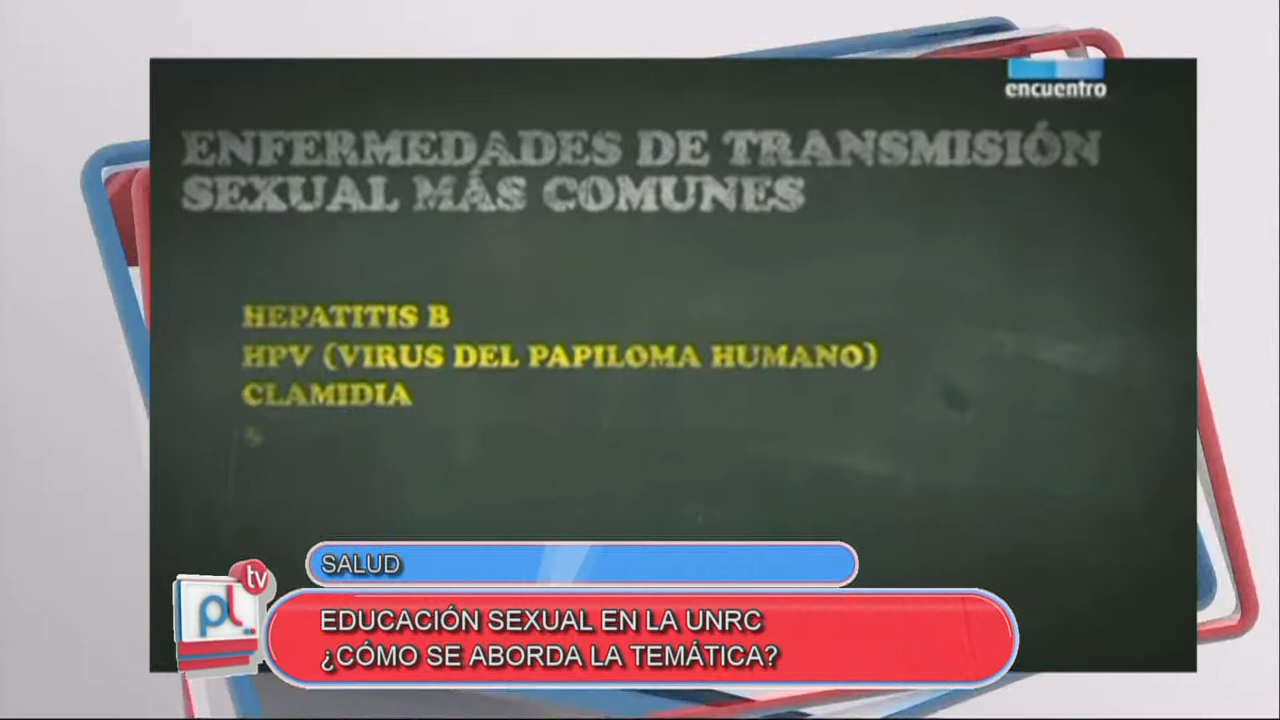 encuentro
ENFERMEDADES DE TRANSMISIÓN
SEXUAL MÁS COMUNES
HEPATITIS B
HPV (VIRUS DEL PAPILOMA HUMANO)
CLAMIDIA
S
SALUD
tv
pl
EDUCACIÓN SEXUAL EN LA UNRC
¿CÓMO SE ABORDA LA TEMÁTICA?